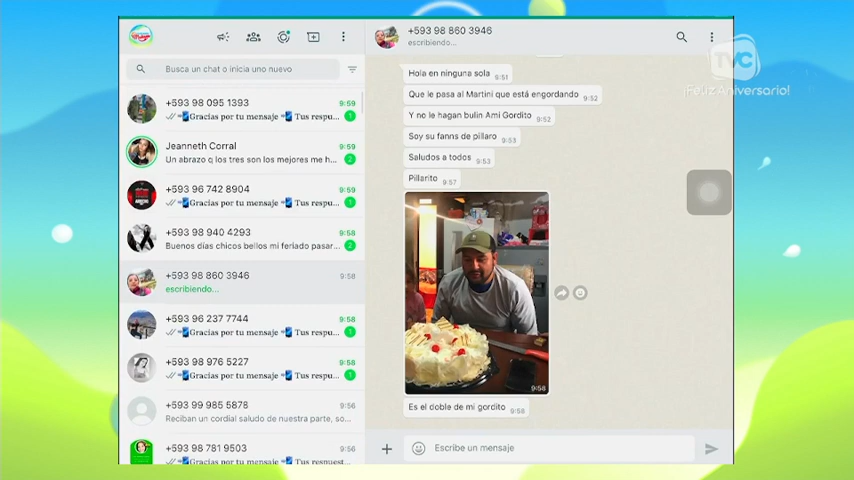 Busca un chat o inicia uno nuevo
+593 98 095 1393
9:59
Gracias por tu mensaje Tus respu...
1
Jeanneth Corral
9:59
Un abrazo q los tres son los mejores me h...
2
+593 96 742 8904
9:59
Gracias por tu mensaje Tus respu...
1
+593 98 940 4293
9:58
Buenos días chicos bellos mi feriado pasar...
2
+593 98 860 3946
9:58
escribiendo...
+593 96 237 7744
9:58
Gracias por tu mensaje Tus respu...
1
+593 98 976 5227
9:58
Gracias por tu mensaje Tus respu...
1
+593 99 985 5878
9:56
Reciban un cordial saludo de nuestra parte, so...
+593 98 781 9503
9:56
Gracias por tu mensaje Tus respuest...
+593 98 860 3946
escribiendo...
Hola en ninguna sola 9:51
Que le pasa al Martini que está engordando 9:52
Y no le hagan bulin Ami Gordito 9:52
Soy su fanns de pillaro 9:53
Saludos a todos 9:53
Pillarito 9:57
9:58
Es el doble de mi gordito 9:58
Escribe un mensaje
TVC
¡Feliz Aniversario!